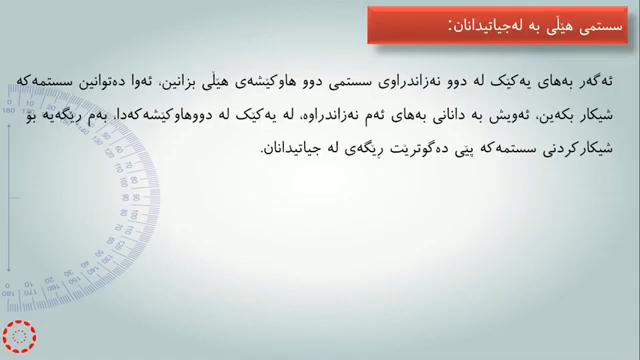 سستمی هێڵی بە لەجیاتیدانان:
ئەگەر بەهای یەکێک لە دوو نەزاندراوی سستمی دوو هاوکێشەی هێڵی بزانین، ئەوا دەتوانین سستمەکە
شیکار بکەین، ئەویش بە دانانی بەهای ئەم نەزاندراوە، لە یەکێک لە دووهاوکێشەکەدا، بەم ڕێگەیە بۆ
شیکارکردنی سستمەکە پێی دەگوترێت ڕێگەی لە جیاتیدانان.